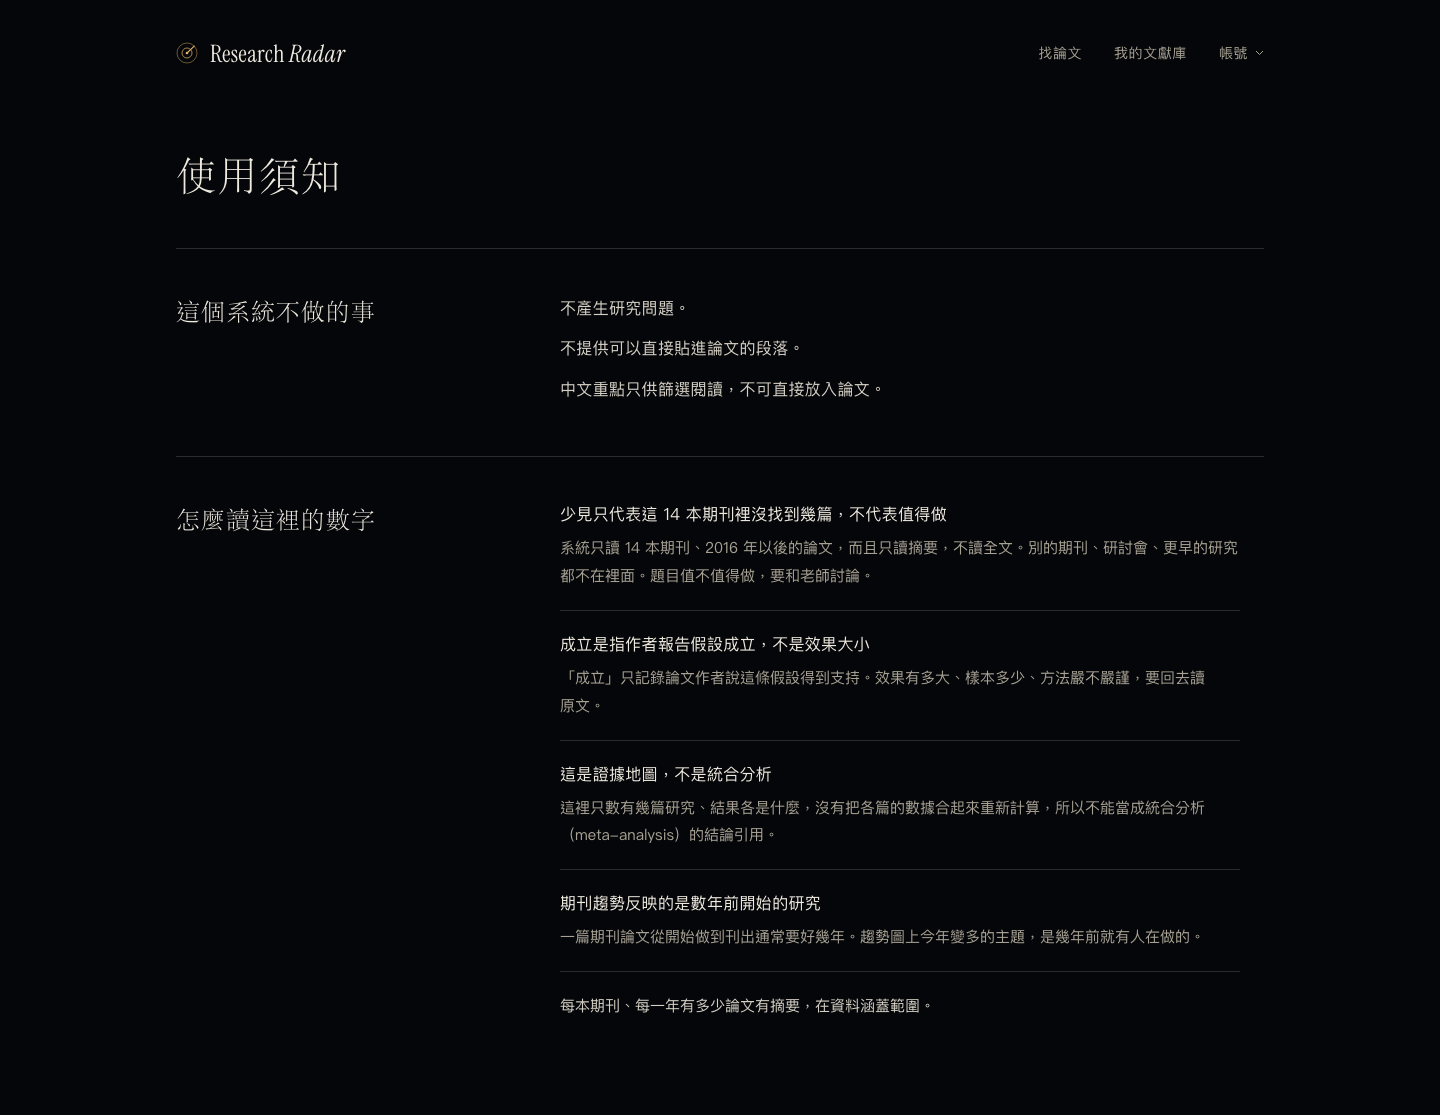 Research Radar
找論文
我的文獻庫
帳號
使用須知
這個系統不做的事
不產生研究問題。
不提供可以直接貼進論文的段落。
中文重點只供篩選閱讀，不可直接放入論文。
怎麼讀這裡的數字
少見只代表這 14 本期刊裡沒找到幾篇，不代表值得做
系統只讀 14 本期刊、2016 年以後的論文，而且只讀摘要，不讀全文。別的期刊、研討會、更早的研究
都不在裡面。題目值不值得做，要和老師討論。
成立是指作者報告假設成立，不是效果大小
「成立」只記錄論文作者說這條假設得到支持。效果有多大、樣本多少、方法嚴不嚴謹，要回去讀
原文。
這是證據地圖，不是統合分析
這裡只數有幾篇研究、結果各是什麼，沒有把各篇的數據合起來重新計算，所以不能當成統合分析
（meta-analysis）的結論引用。
期刊趨勢反映的是數年前開始的研究
一篇期刊論文從開始做到刊出通常要好幾年。趨勢圖上今年變多的主題，是幾年前就有人在做的。
每本期刊、每一年有多少論文有摘要，在資料涵蓋範圍。